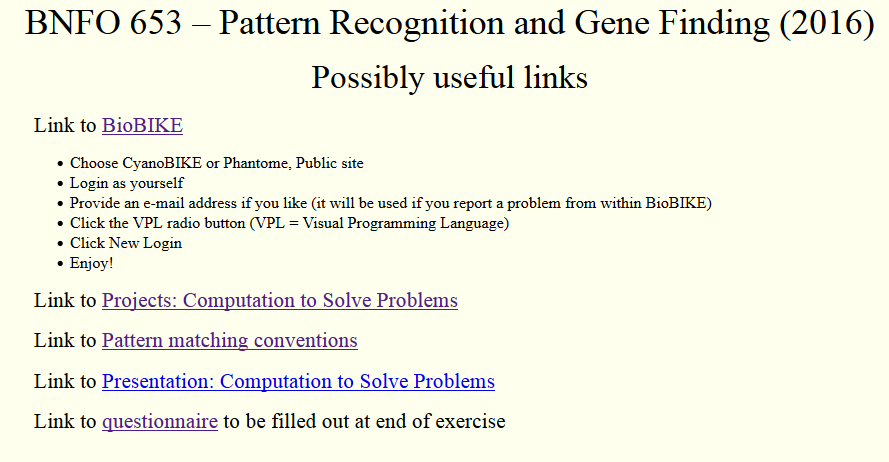 BNFO 653 – Pattern Recognition and Gene Finding (2016)
Possibly useful links
Link to BioBIKE
• Choose CyanoBIKE or Phantome, Public site
• Login as yourself
• Provide an e-mail address if you like (it will be used if you report a problem from within BioBIKE)
• Click the VPL radio button (VPL = Visual Programming Language)
• Click New Login
• Enjoy!
Link to Projects: Computation to Solve Problems
Link to Pattern matching conventions
Link to Presentation: Computation to Solve Problems
Link to questionnaire to be filled out at end of exercise